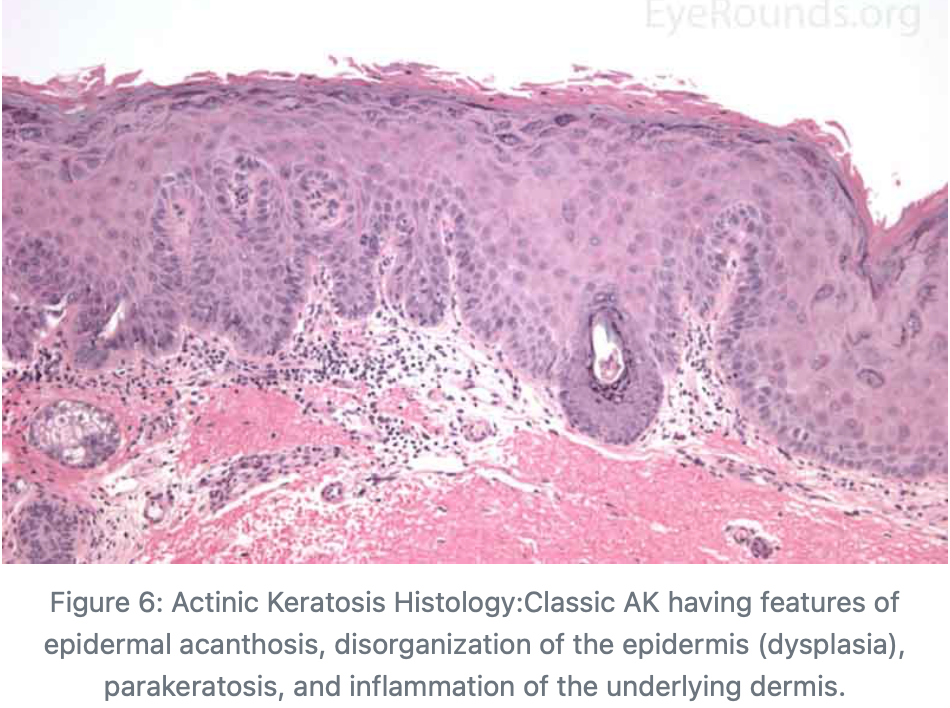 EyeRounds.org
Figure 6: Actinic Keratosis Histology:Classic AK having features of
epidermal acanthosis, disorganization of the epidermis (dysplasia),
parakeratosis, and inflammation of the underlying dermis.